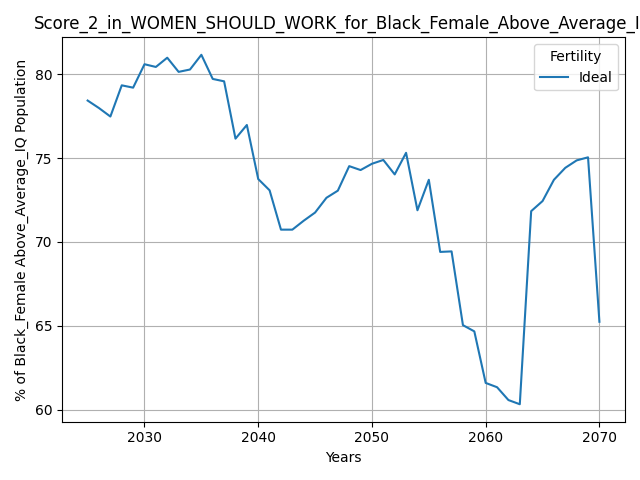 Score_2_in_WOMEN_SHOULD_WORK_for_Black_Female_Above_Average_I
Fertility
Ideal
% of Black_Female Above_Average_IQ Population
80
75
70
65
60
2030 2040 2050 2060 2070
Years